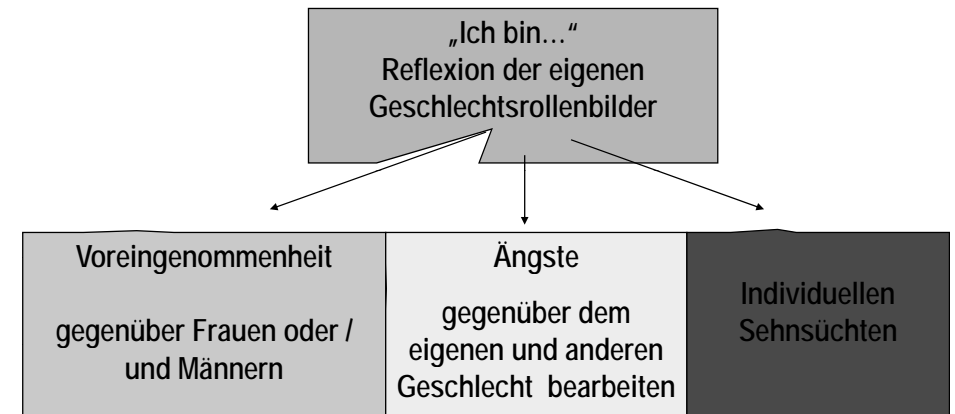 „Ich bin…“
Reflexion der eigenen
Geschlechtsrollenbilder
Voreingenommenheit
gegenüber Frauen oder /
und Männern
Ängste
gegenüber dem
eigenen und anderen
Geschlecht bearbeiten
Individuellen
Sehnsüchten